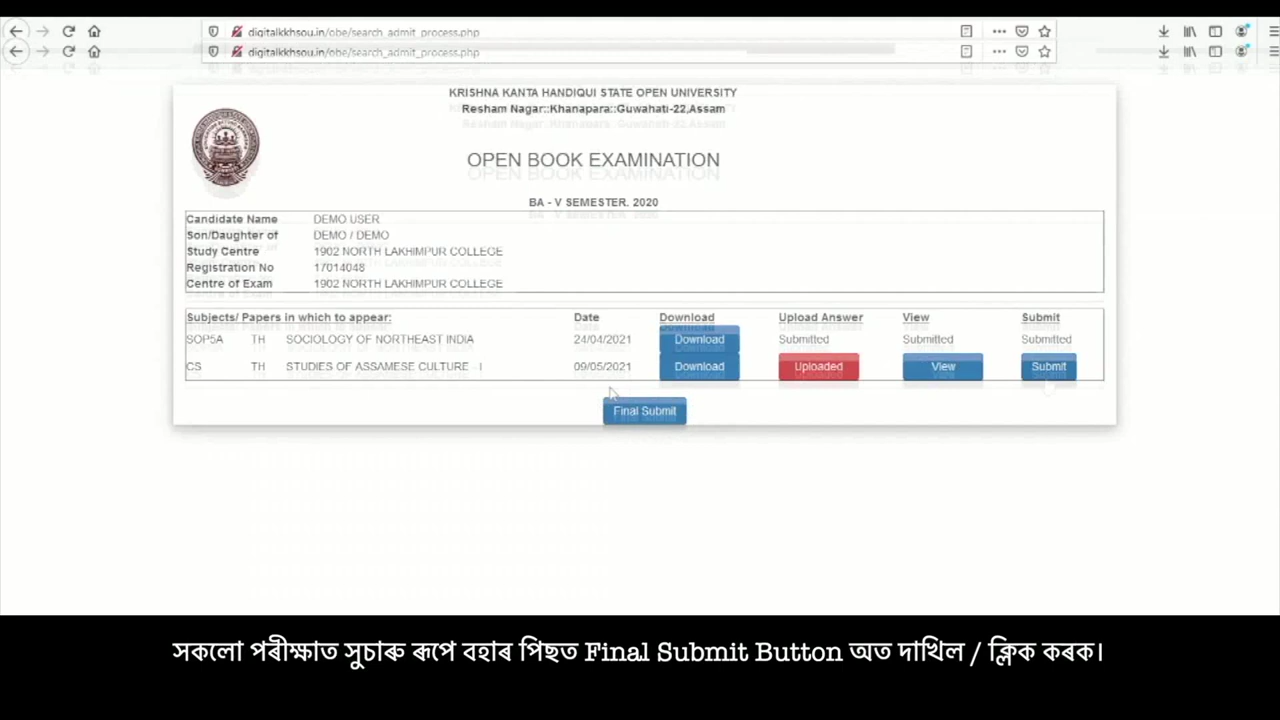 digitalkkhsou.in/obe/search_admit_process.php
digitalkkhsou.in/obe/search_admit_process.php
KRISHNA KANTA HANDIQUI STATE OPEN UNIVERSITY
Resham Nagar::Khanapara::Guwahati-22,Assam
OPEN BOOK EXAMINATION
BA - V SEMESTER. 2020
Candidate Name DEMO USER
Son/Daughter of DEMO / DEMO
Study Centre 1902 NORTH LAKHIMPUR COLLEGE
Registration No 17014048
Centre of Exam 1902 NORTH LAKHIMPUR COLLEGE
Subjects/ Papers in which to appear: Date Download Upload Answer View Submit
SOP5A TH SOCIOLOGY OF NORTHEAST INDIA 24/04/2021 Download Submitted Submitted Submitted
CS TH STUDIES OF ASSAMESE CULTURE - I 09/05/2021 Download Uploaded View Submit
Final Submit
সকলো পৰীক্ষাত সুচাৰু ৰূপে বহাৰ পিছত Final Submit Button অত দাখিল / ক্লিক কৰক।